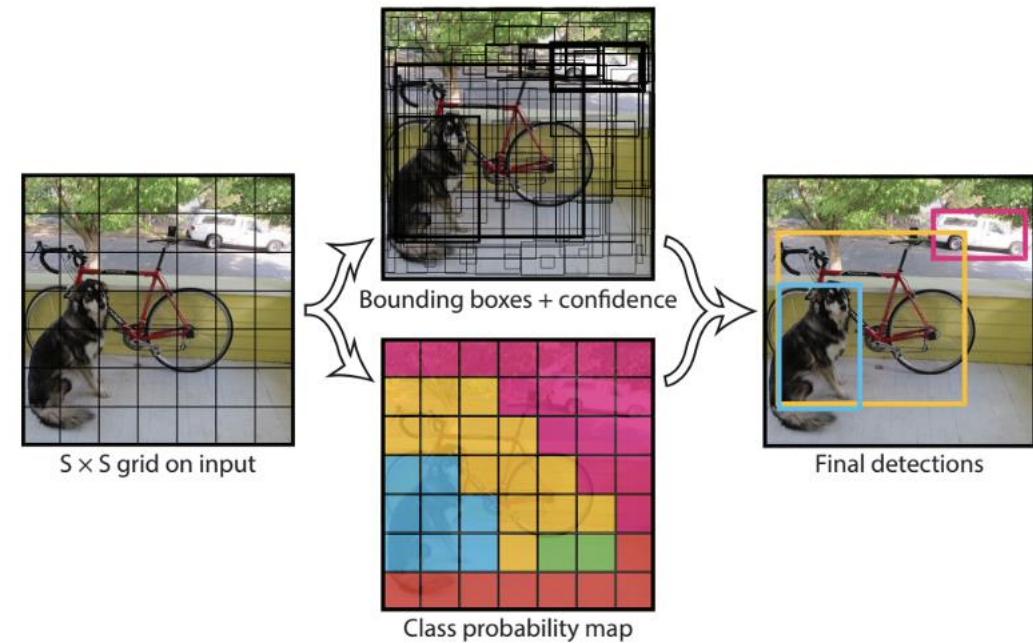 Bounding boxes + confidence
S × S grid on input
Final detections
Class probability map